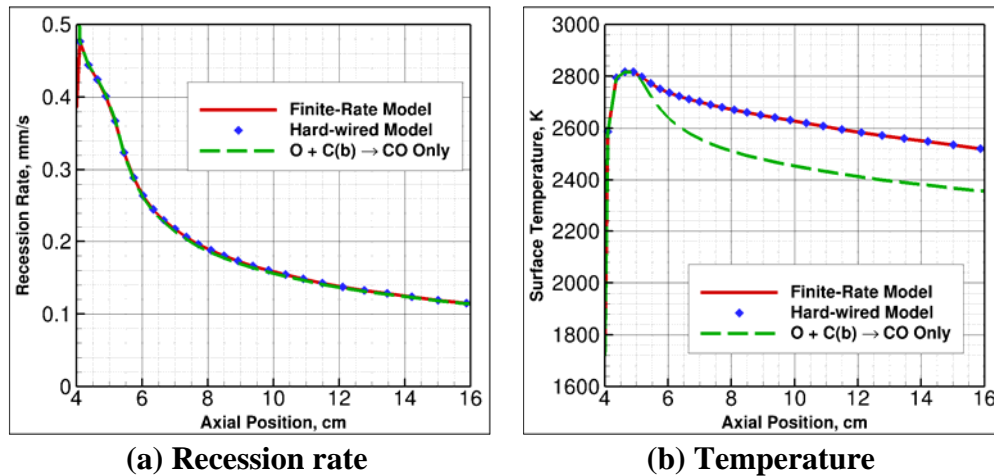 0.5
0.4
0.3
0.2
0.1
0
4 6 8 10 12 14 16
Recession Rate, mm/s
Axial Position, cm
Finite-Rate Model
Hard-wired Model
O + C(b) → CO Only
(a) Recession rate
3000
2800
2600
2400
2200
2000
1800
1600
4 6 8 10 12 14 16
Surface Temperature, K
Axial Position, cm
Finite-Rate Model
Hard-wired Model
O + C(b) → CO Only
(b) Temperature